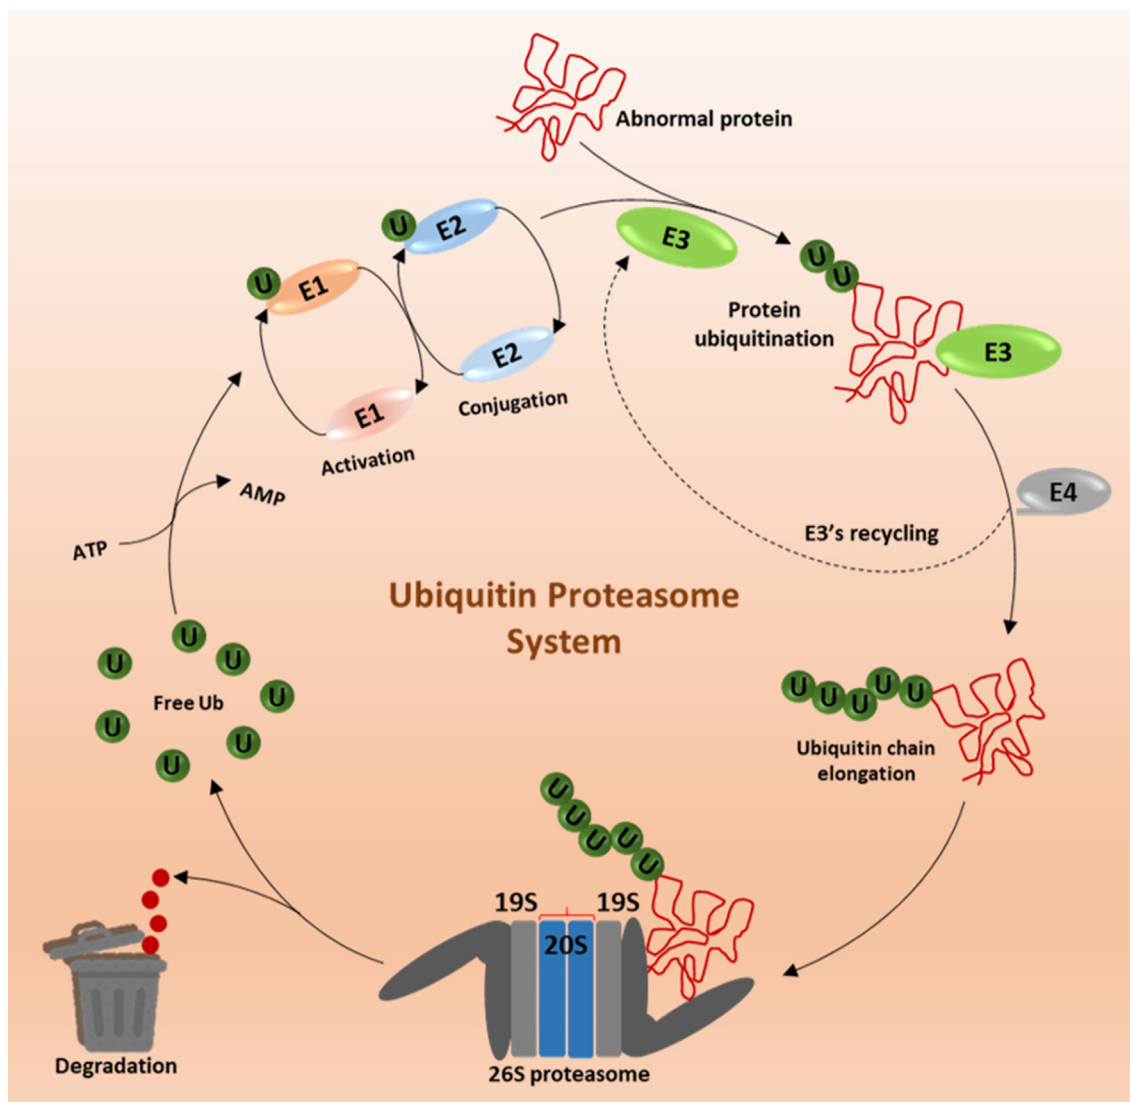 Abnormal protein
U
E2
E3
U
E1
U
U
Protein
ubiquitination
E3
E2
Conjugation
E1
Activation
E4
AMP
ATP
E3's recycling
Ubiquitin Proteasome
System
U
U
U
U
U
U
U
Free Ub
U
U
U
U
U
Ubiquitin chain
elongation
U
U
U
U
U
19S
19S
20S
Degradation
26S proteasome